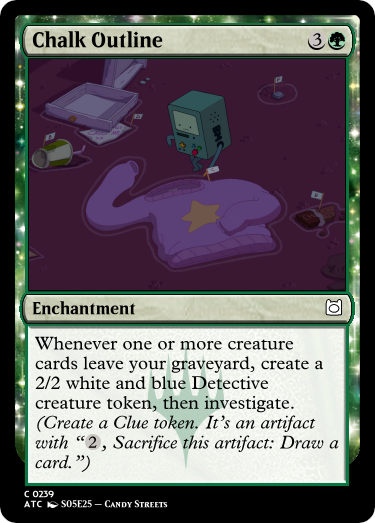 Chalk Outline 3
Enchantment
Whenever one or more creature
cards leave your graveyard, create a
2/2 white and blue Detective
creature token, then investigate.
(Create a Clue token. It's an artifact
with “2, Sacrifice this artifact: Draw a
card.”)
C 0239
ATC S05E25 — Candy Streets